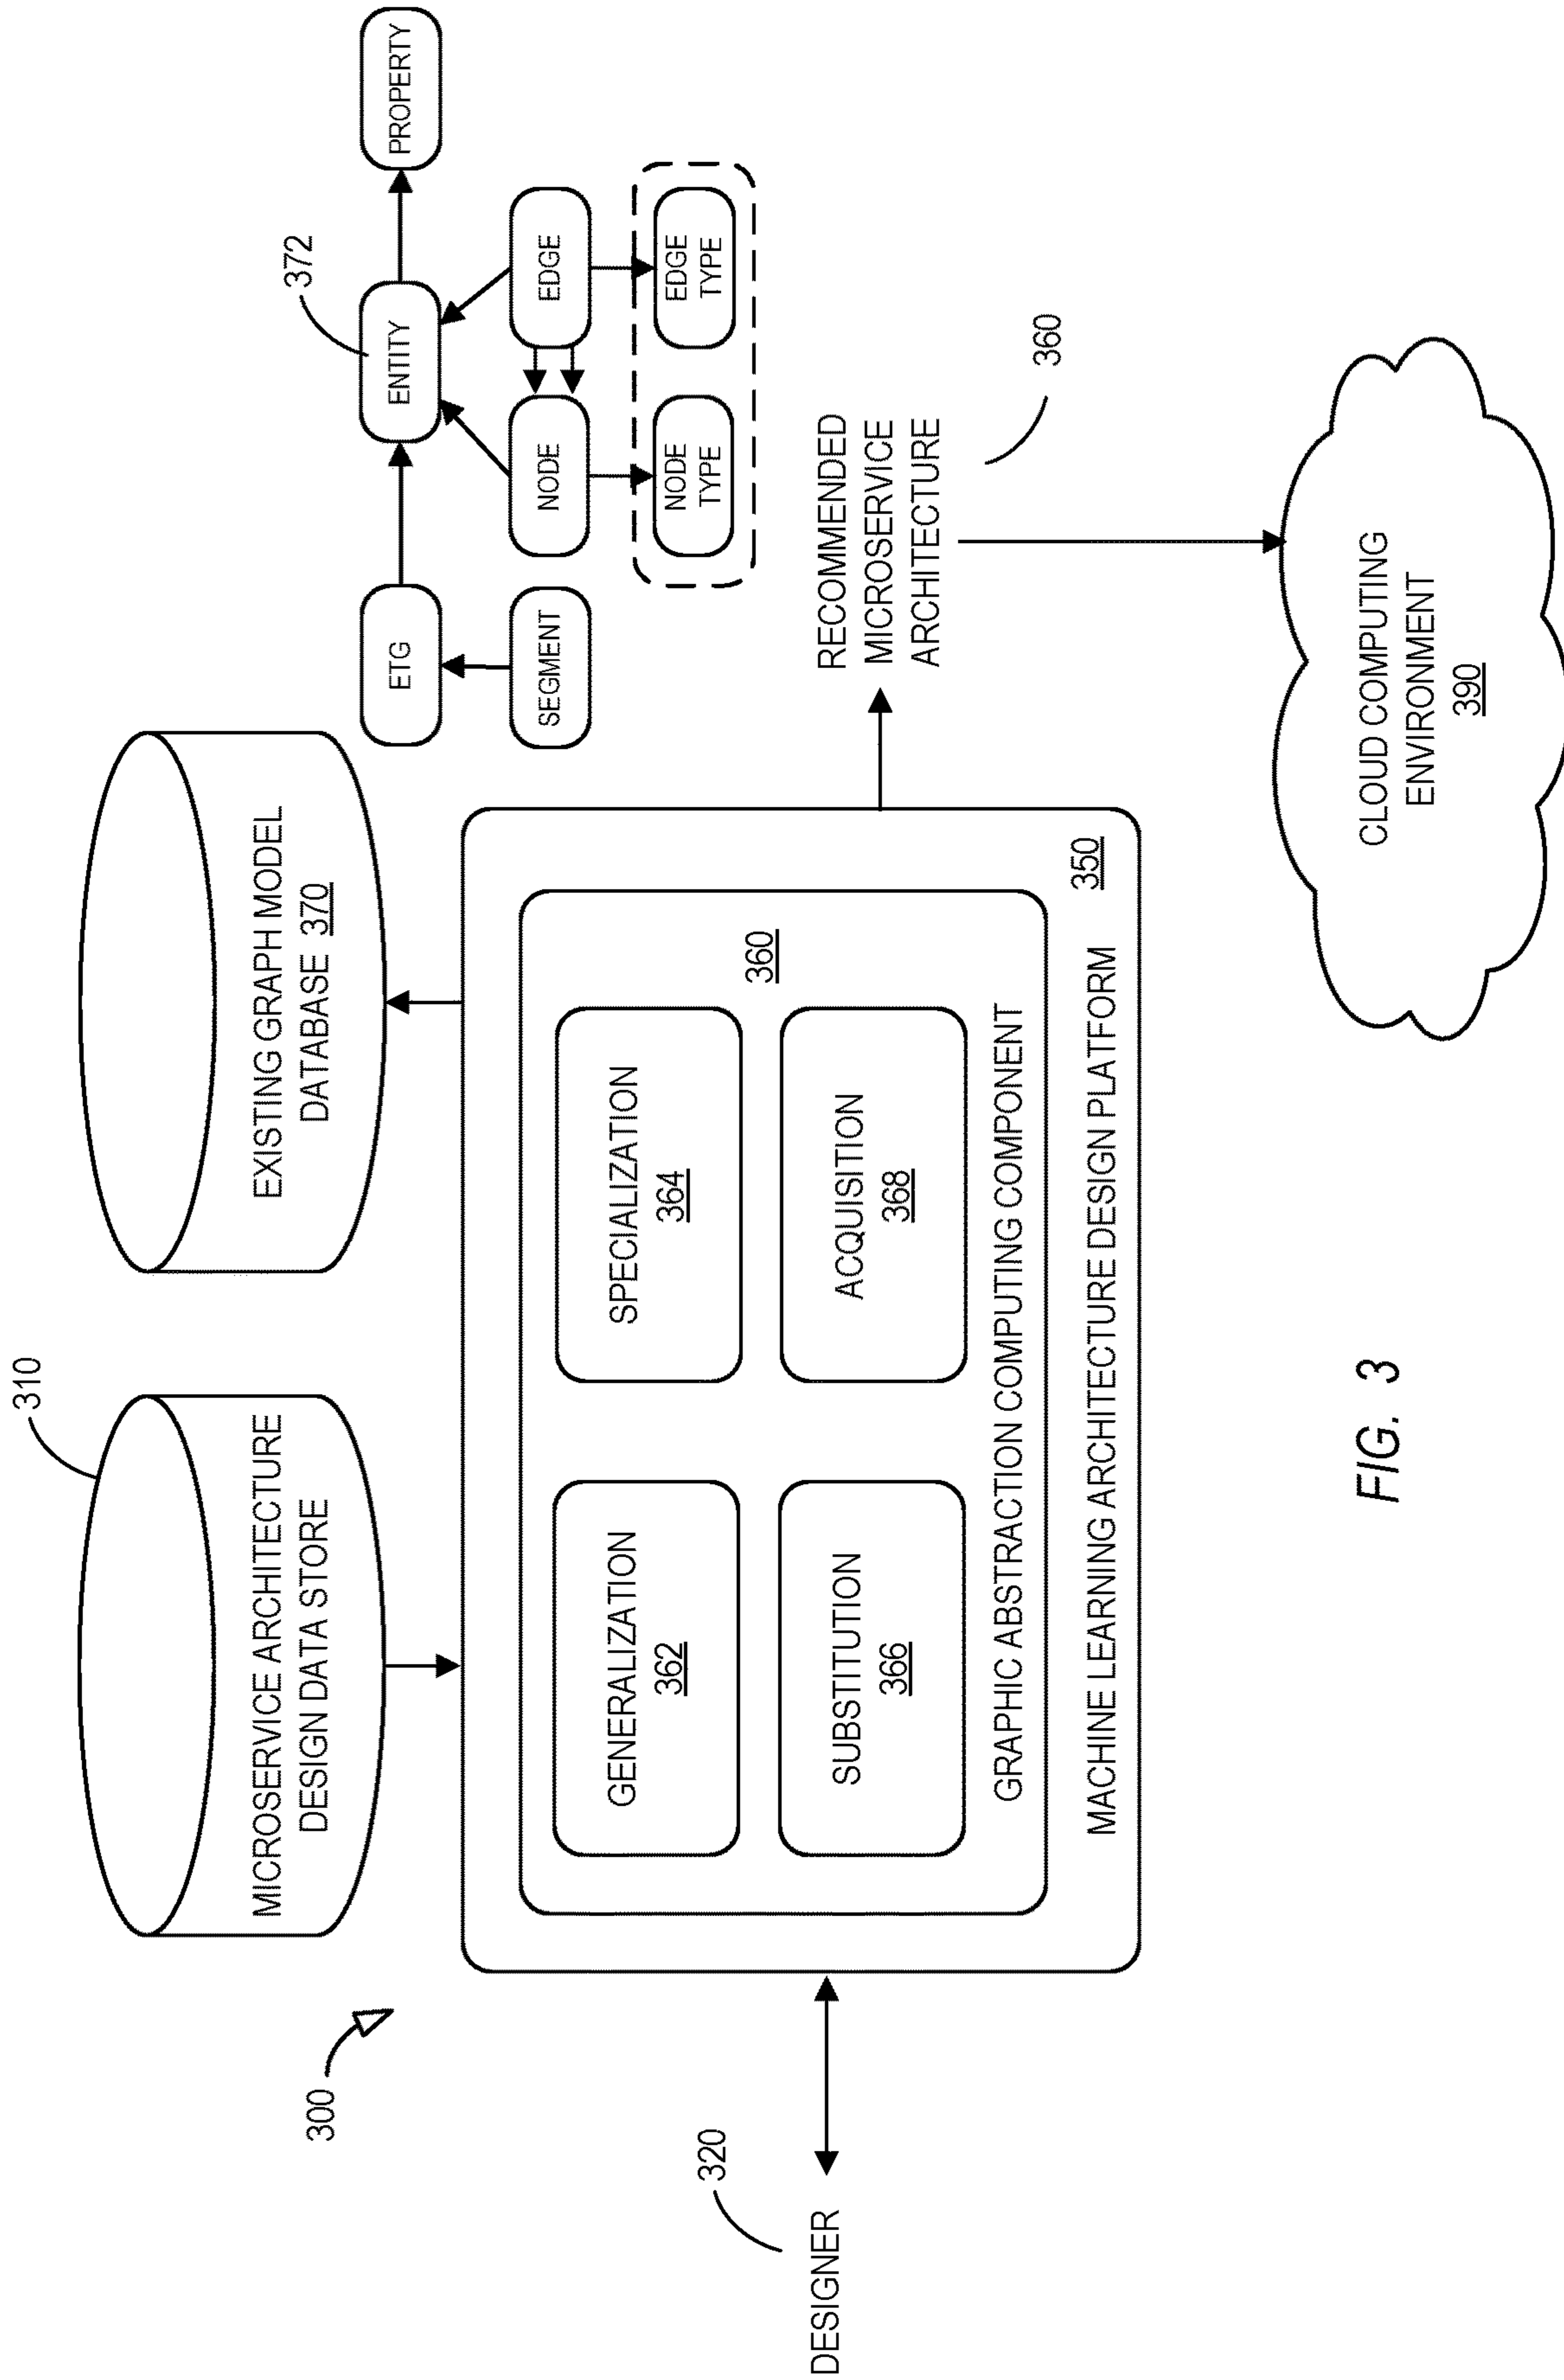 300
310
MICROSERVICE ARCHITECTURE
DESIGN DATA STORE
EXISTING GRAPH MODEL
DATABASE 370
ETG
ENTITY
372
PROPERTY
SEGMENT
NODE
EDGE
NODE
TYPE
EDGE
TYPE
DESIGNER
320
GENERALIZATION
362
SPECIALIZATION
364
SUBSTITUTION
366
ACQUISITION
368
360
GRAPHIC ABSTRACTION COMPUTING COMPONENT
350
MACHINE LEARNING ARCHITECTURE DESIGN PLATFORM
RECOMMENDED
MICROSERVICE
ARCHITECTURE
360
CLOUD COMPUTING
ENVIRONMENT
390
FIG. 3